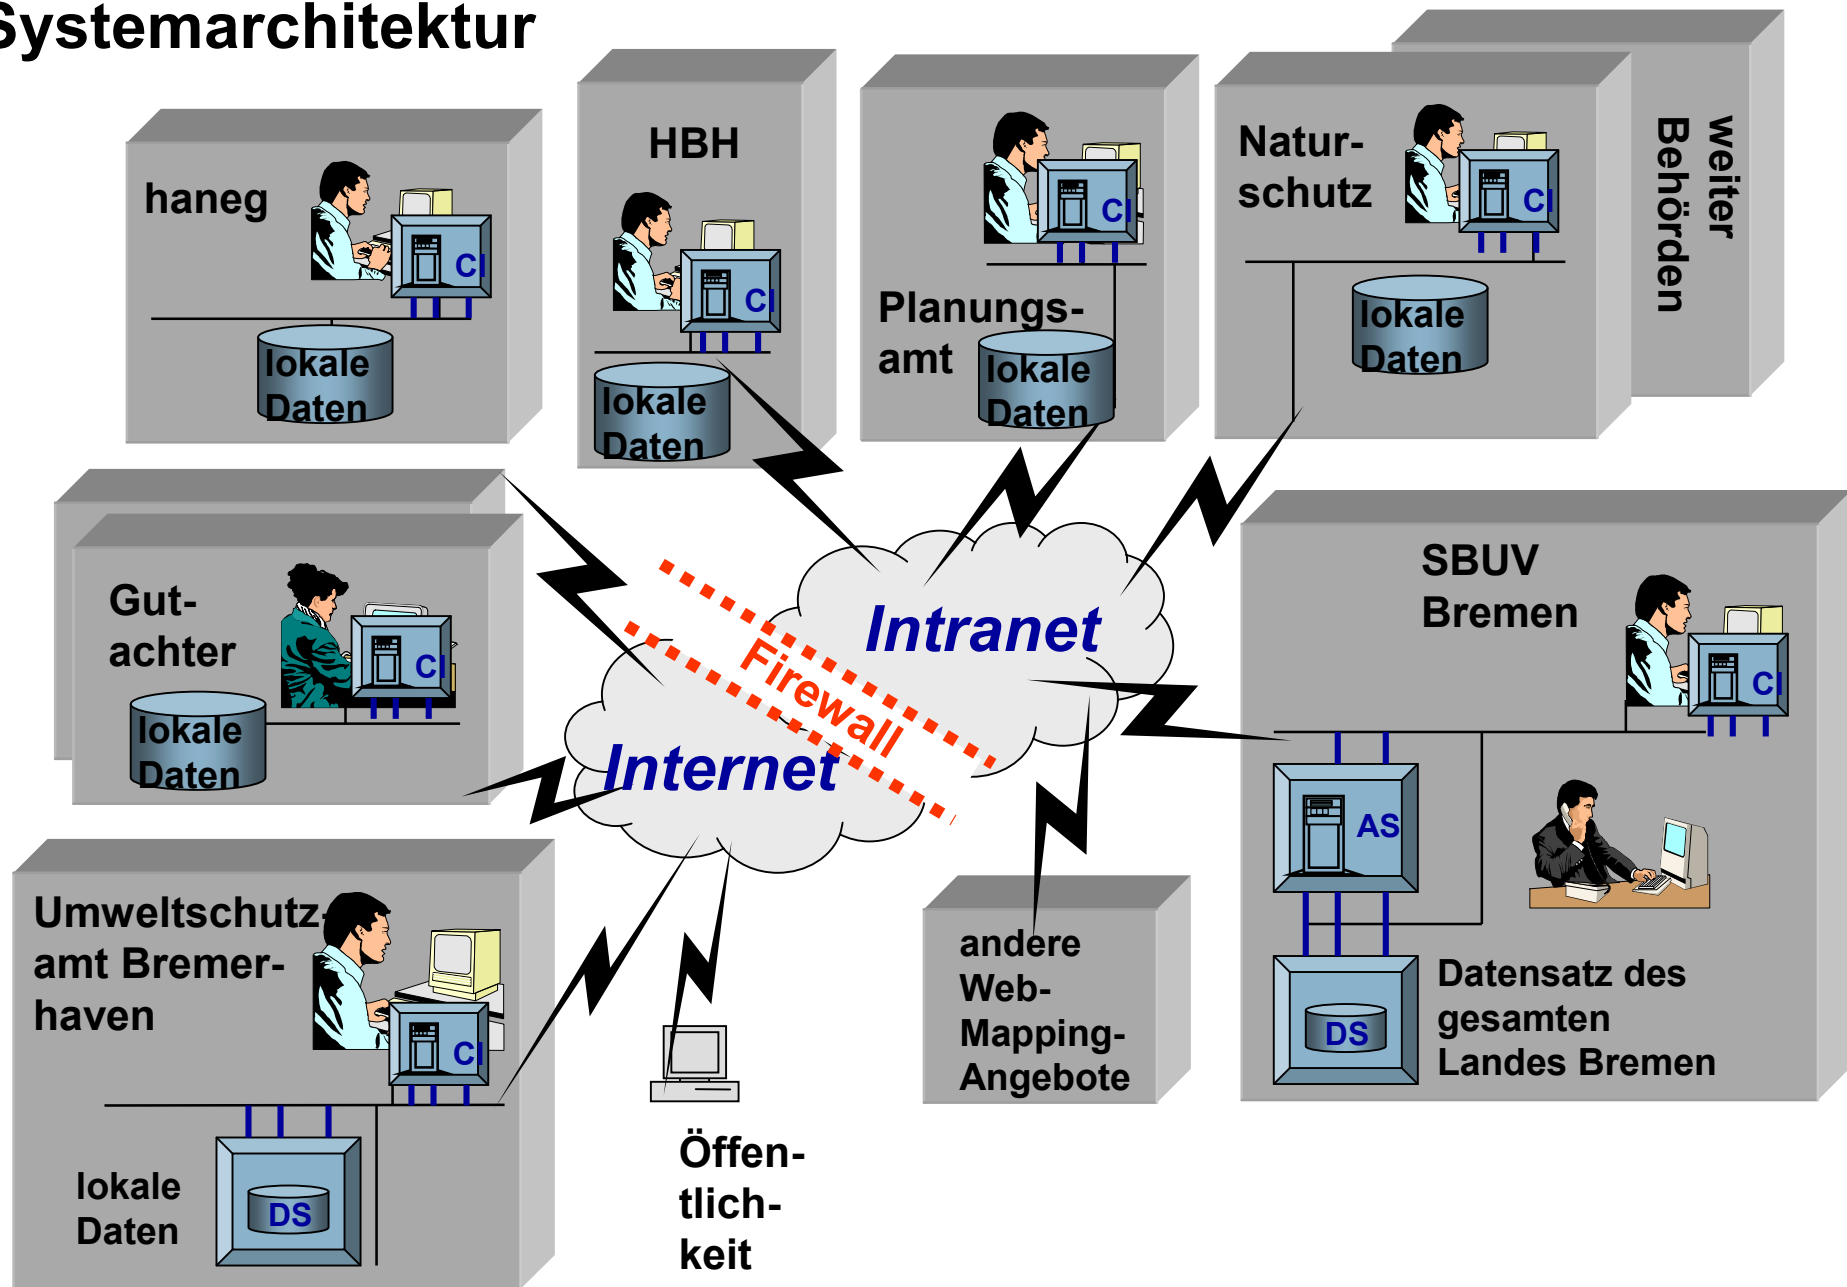 Systemarchitektur
haneg
CI
lokale
Daten
HBH
CI
lokale
Daten
CI
Planungs-
amt
lokale
Daten
Natur-
schutz
CI
lokale
Daten
weiter
Behörden
Gut-
achter
CI
lokale
Daten
Intranet
Firewall
Internet
SBUV
Bremen
CI
AS
DS
Datensatz des
gesamten
Landes Bremen
Umweltschutz-
amt Bremer-
haven
CI
lokale
Daten
DS
Öffen-
tlich-
keit
andere
Web-
Mapping-
Angebote